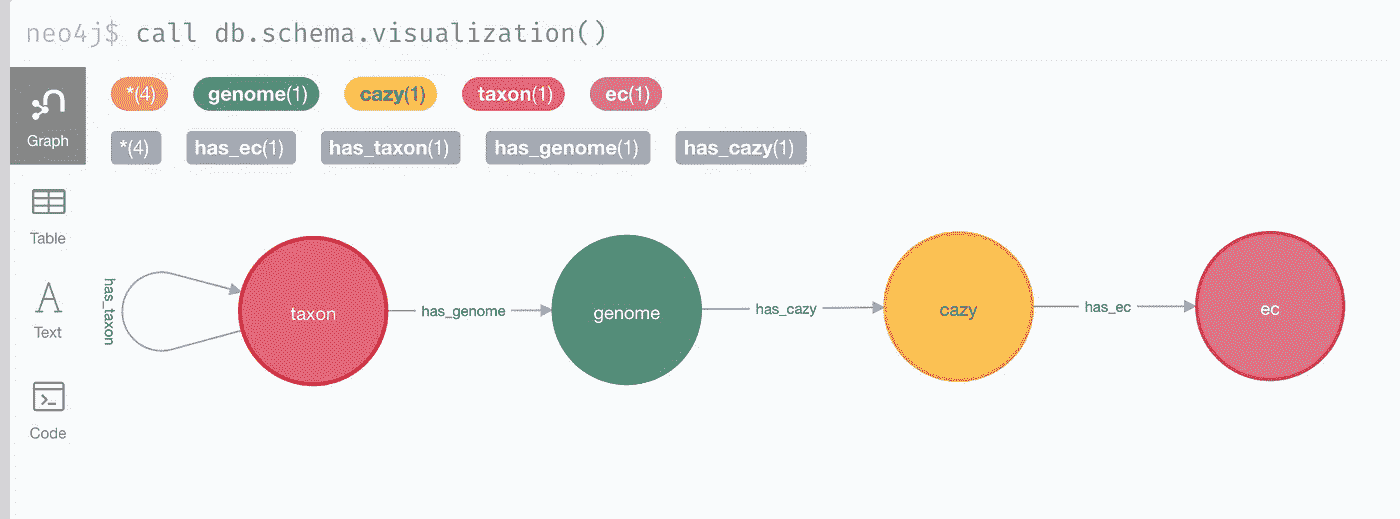 neo4j$ call db.schema.visualization()
*(4) genome(1) cazy(1) taxon(1) ec(1)
*(4) has_ec(1) has_taxon(1) has_genome(1) has_cazy(1)
Graph
Table
Text
Code
has_taxon
taxon
has_genome
genome
has_cazy
cazy
has_ec
ec